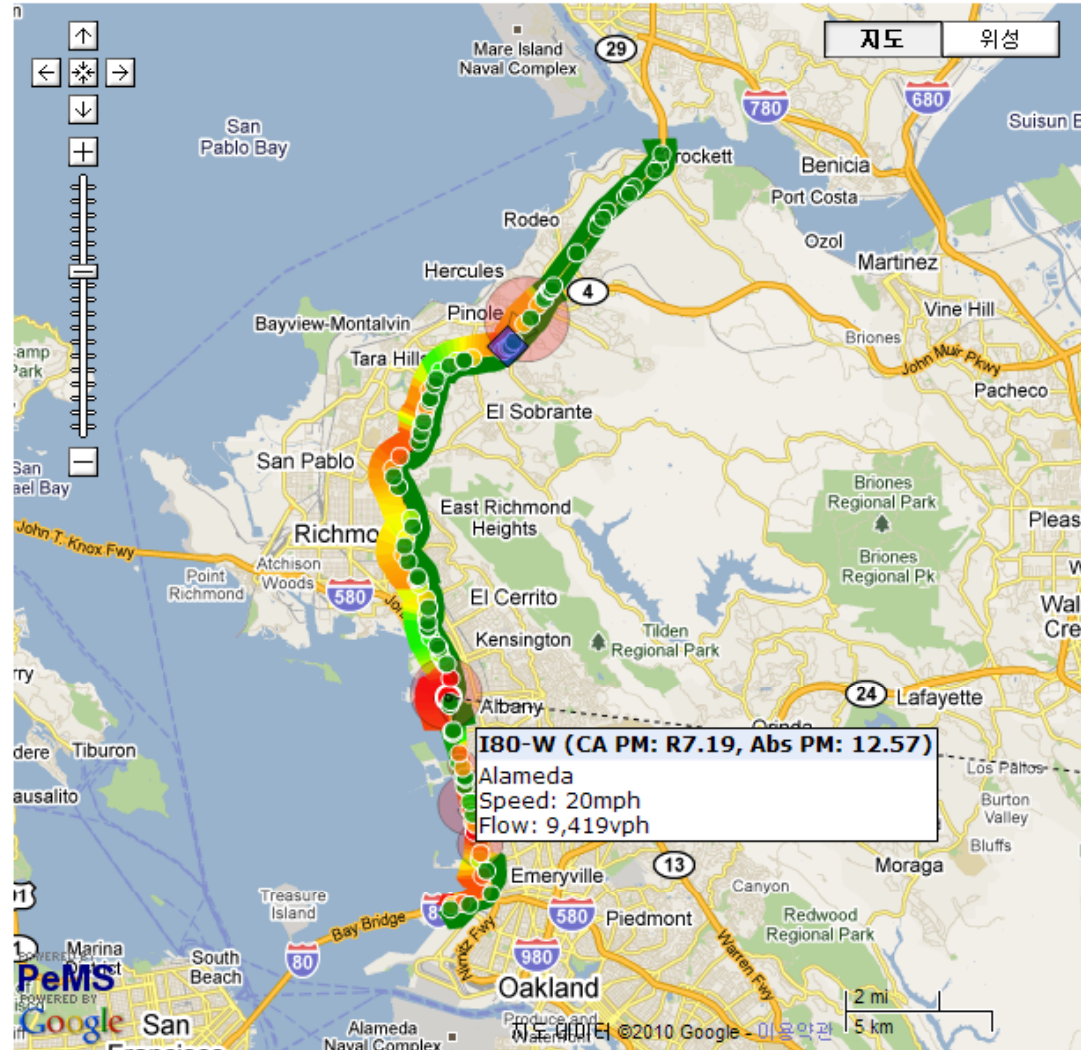 Mare Island
Naval Complex
29
지도
위성
780
680
San
Pablo Bay
Suisun
Benicia
Port Costa
Rodeo
Ozol
Martinez
Hercules
4
Pinole
Vine Hill
Bayview-Montalvin
Briones
John Muir Pkwy
Tara Hills
Pacheco
El Sobrante
San Pablo
Briones
Regional Park
East Richmond
Heights
John T. Knox Fwy
Richmo
Pleas
Atchison
Woods
Point
Richmond
Briones
Regional Pk
580
El Cerrito
Wal
Cre
Kensington
Tilden
Regional Park
24
Lafayette
Albany
I80-W (CA PM: R7.19, Abs PM: 12.57)
Alameda
Speed: 20mph
Flow: 9,419vph
Tiburon
ausalito
Burton
Valley
Bluffs
13
Moraga
Emeryville
Canyon
Treasure
Island
Bay Bridge
580
Piedmont
Redwood
Regional Park
Warren Fwy
Nimitz Fwy
80
980
Marina
South
Beach
POWERED BY
PeMS
POWERED BY
Google
Oakland
San
Alameda
Naval Complex
2 mi
5 km
지도 데이터 ©2010 Google - 이용약관